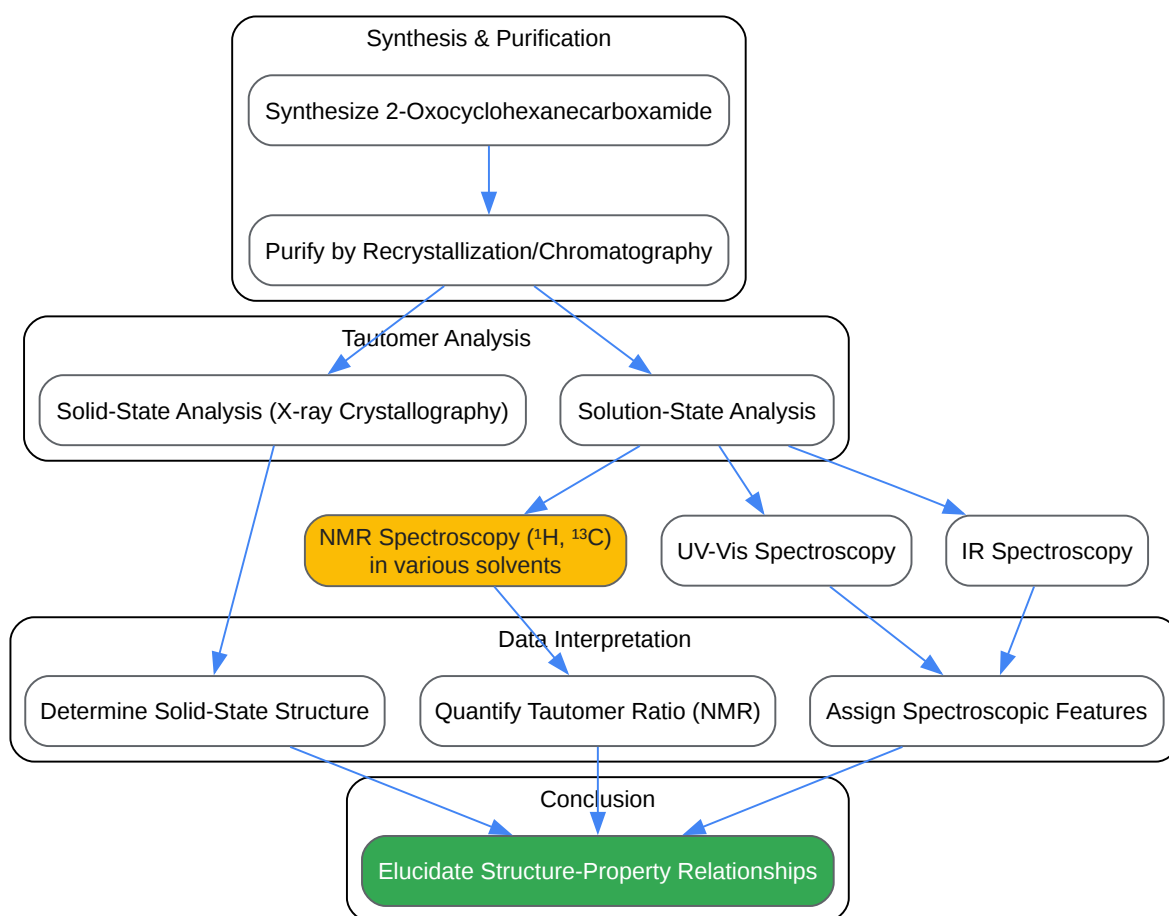 Synthesis & Purification
Synthesize 2-Oxocyclohexanecarboxamide
Purify by Recrystallization/Chromatography
Tautomer Analysis
Solid-State Analysis (X-ray Crystallography)
Solution-State Analysis
NMR Spectroscopy (¹H, ¹³C)
in various solvents
UV-Vis Spectroscopy
IR Spectroscopy
Data Interpretation
Determine Solid-State Structure
Quantify Tautomer Ratio (NMR)
Assign Spectroscopic Features
Conclusion
Elucidate Structure-Property Relationships